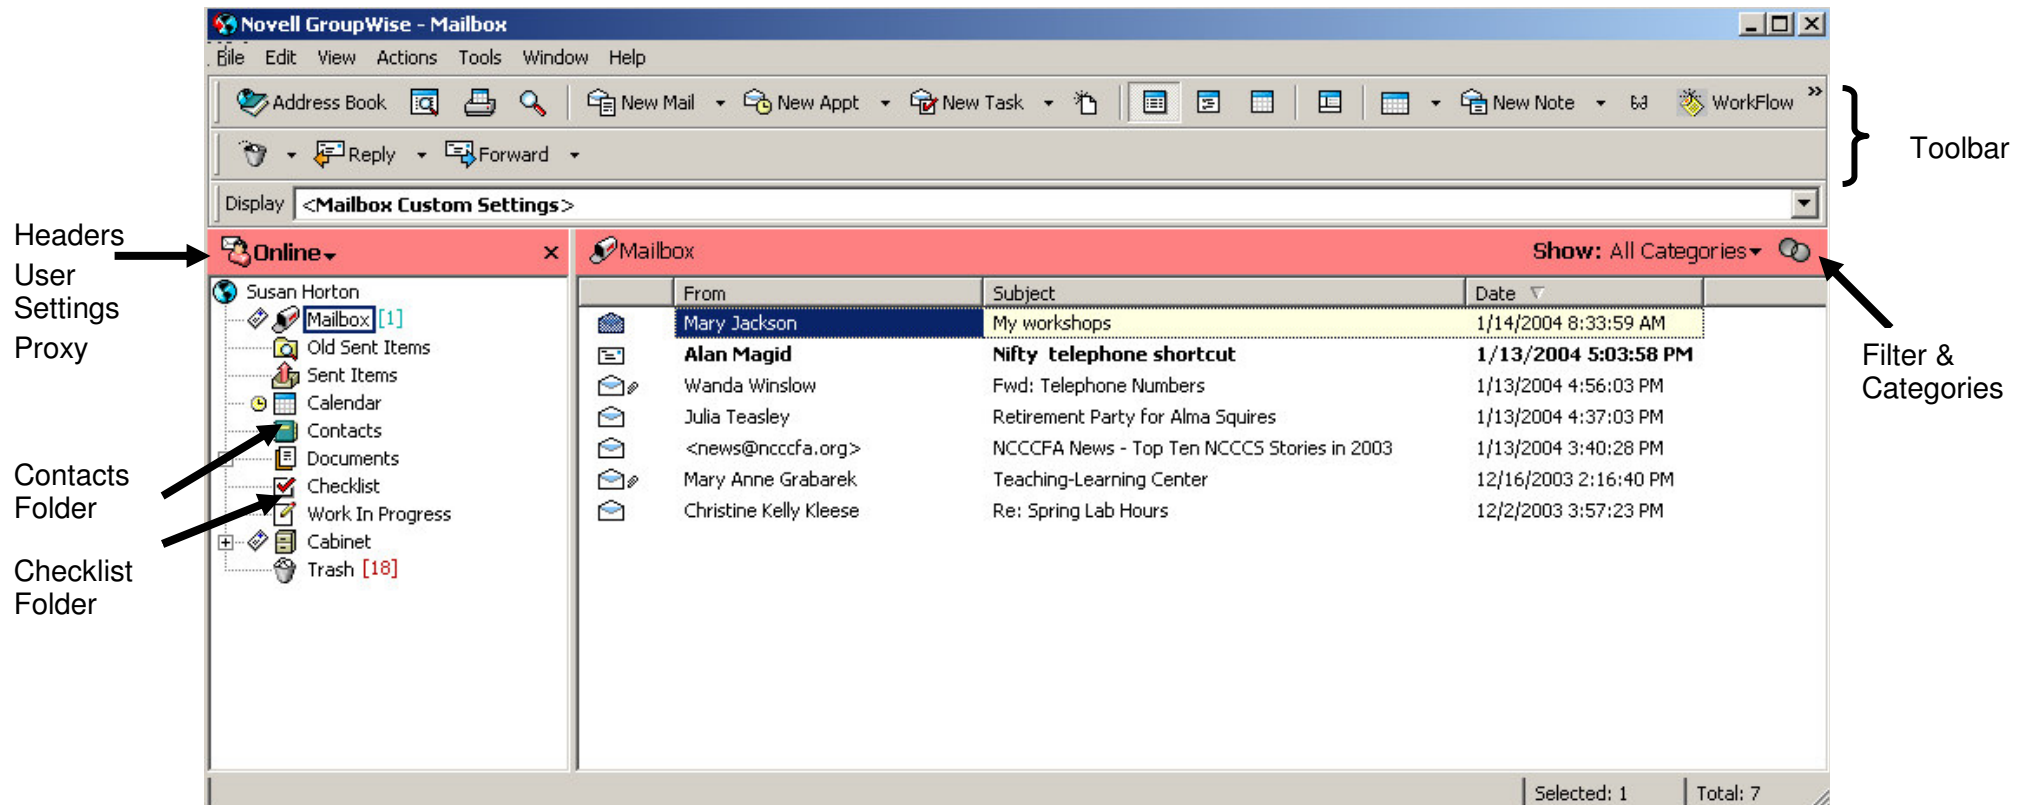 Novell GroupWise - Mailbox
File Edit View Actions Tools Window Help
Address Book New Mail New Appt New Task New Note WorkFlow »
Toolbar
Reply Forward
Display <Mailbox Custom Settings>
Headers
User
Settings
Proxy
Online Mailbox Show: All Categories
Filter &
Categories
Susan Horton
Mailbox [1]
Old Sent Items
Sent Items
Calendar
Contacts
Documents
Checklist
Work In Progress
Cabinet
Trash [18]
Contacts
Folder
Checklist
Folder
From Subject Date
Mary Jackson My workshops 1/14/2004 8:33:59 AM
Alan Magid Nifty telephone shortcut 1/13/2004 5:03:58 PM
Wanda Winslow Fwd: Telephone Numbers 1/13/2004 4:56:03 PM
Julia Teasley Retirement Party for Alma Squires 1/13/2004 4:37:03 PM
<news@ncccfa.org> NCCCFA News - Top Ten NCCCS Stories in 2003 1/13/2004 3:40:28 PM
Mary Anne Grabarek Teaching-Learning Center 12/16/2003 2:16:40 PM
Christine Kelly Kleese Re: Spring Lab Hours 12/2/2003 3:57:23 PM
Selected: 1 Total: 7